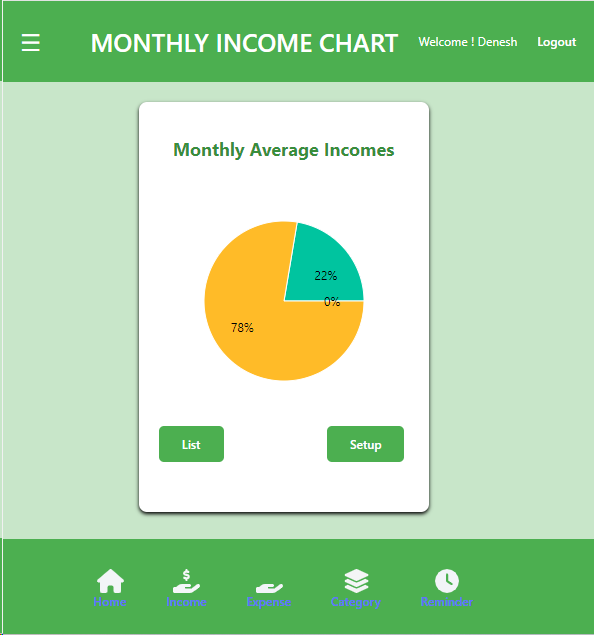 MONTHLY INCOME CHART
Welcome ! Denesh
Logout
Monthly Average Incomes
22%
0%
78%
List
Setup
Home
Income
Expense
Category
Reminder